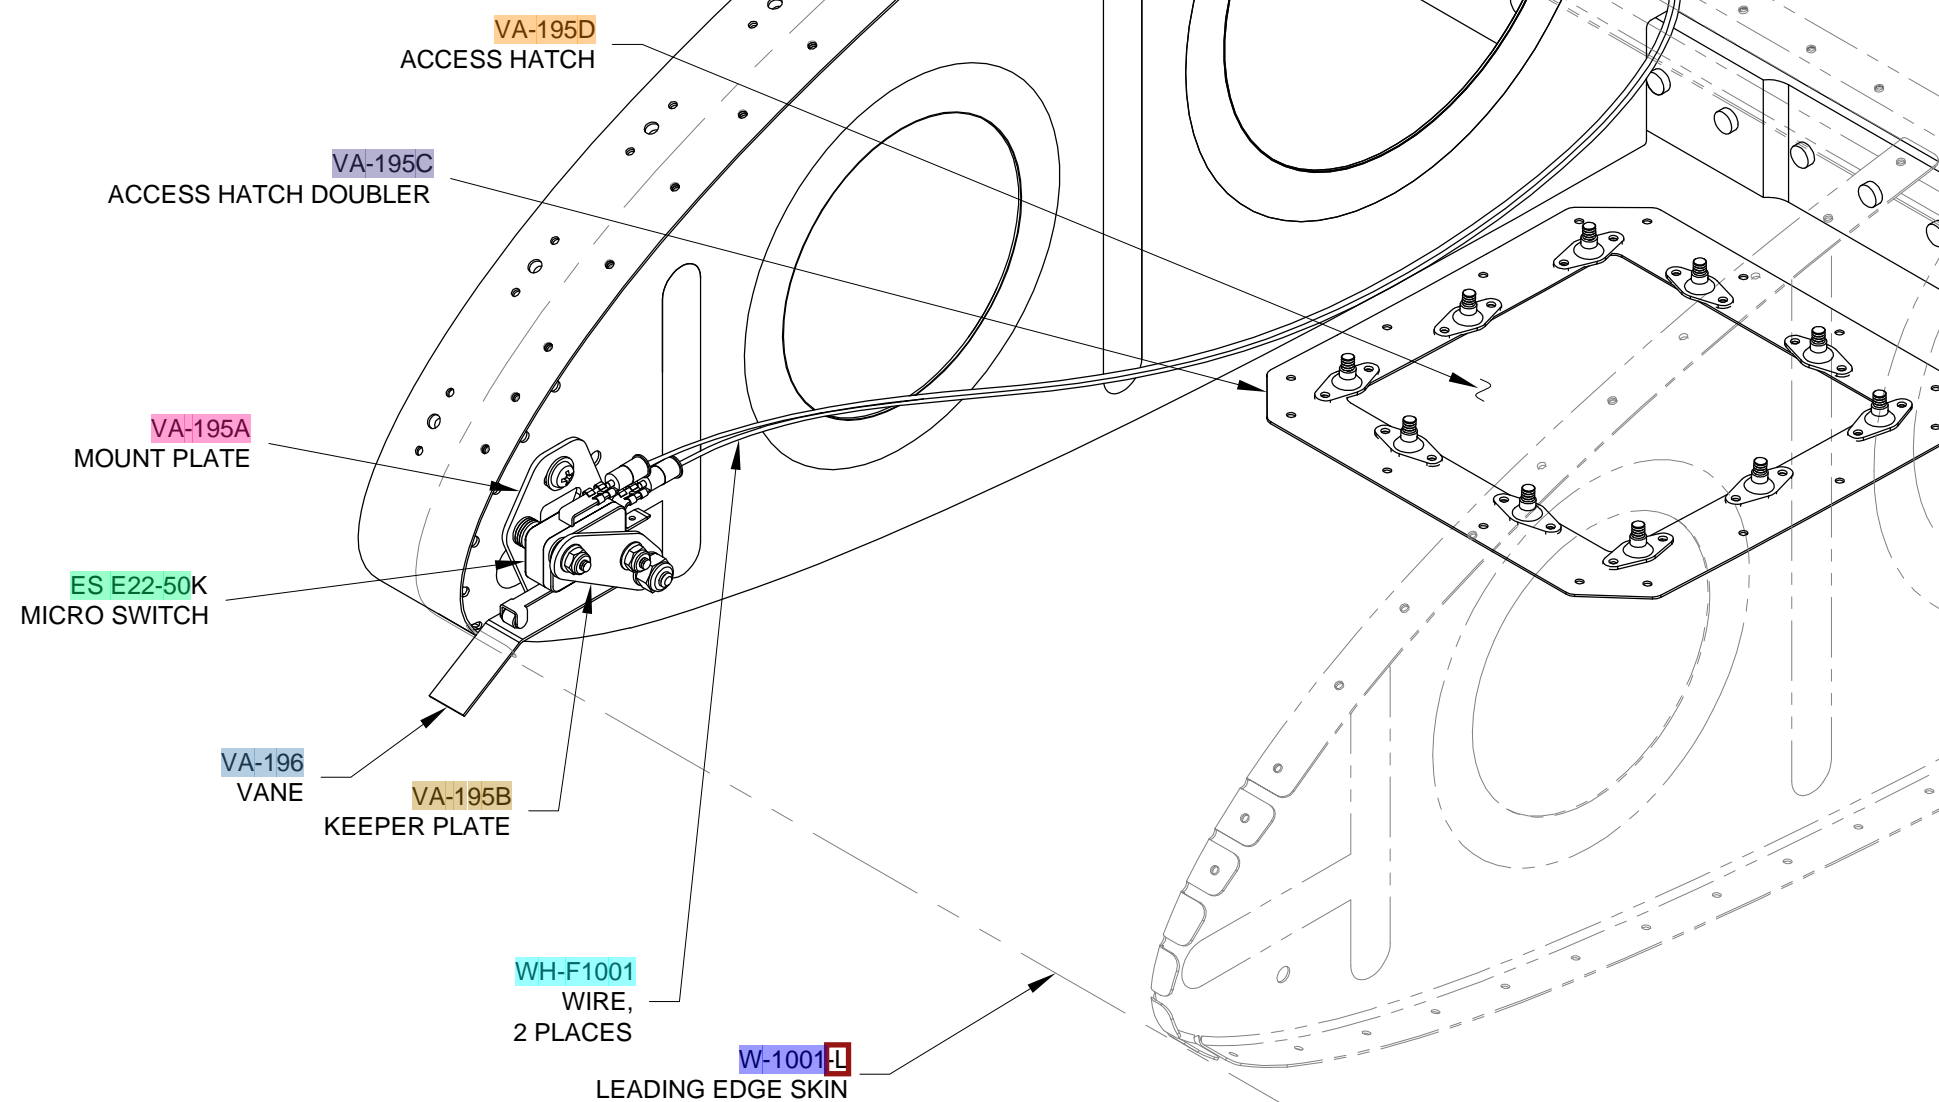 VA-195D
ACCESS HATCH
VA-195C
ACCESS HATCH DOUBLER
VA-195A
MOUNT PLATE
ES E22-50K
MICRO SWITCH
VA-196
VANE
VA-195B
KEEPER PLATE
WH-F1001
WIRE,
2 PLACES
W-1001-L
LEADING EDGE SKIN